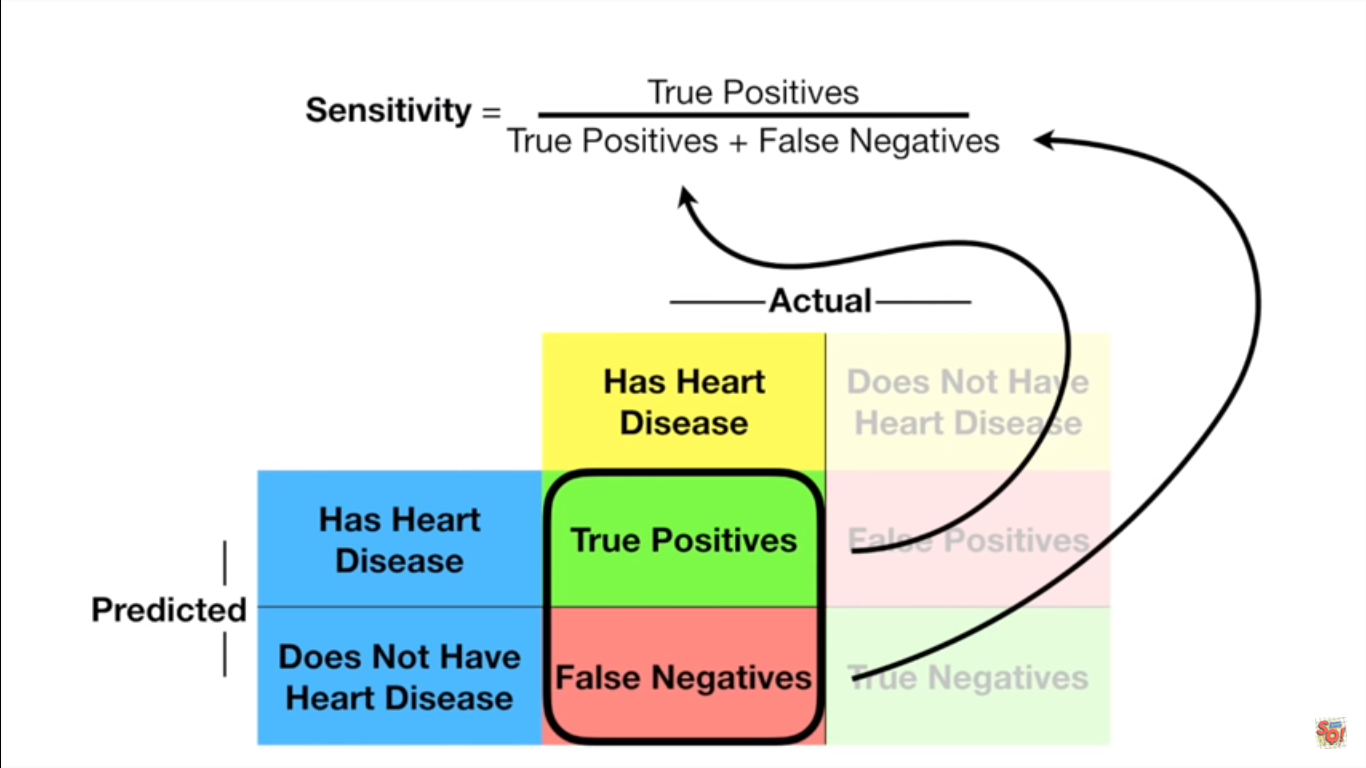 True Positives
Sensitivity =
True Positives + False Negatives
Actual
Has Heart
Disease
Does Not Have
Heart Disease
Has Heart
Disease
True Positives
False Positives
Predicted
Does Not Have
Heart Disease
False Negatives
True Negatives
SQ!